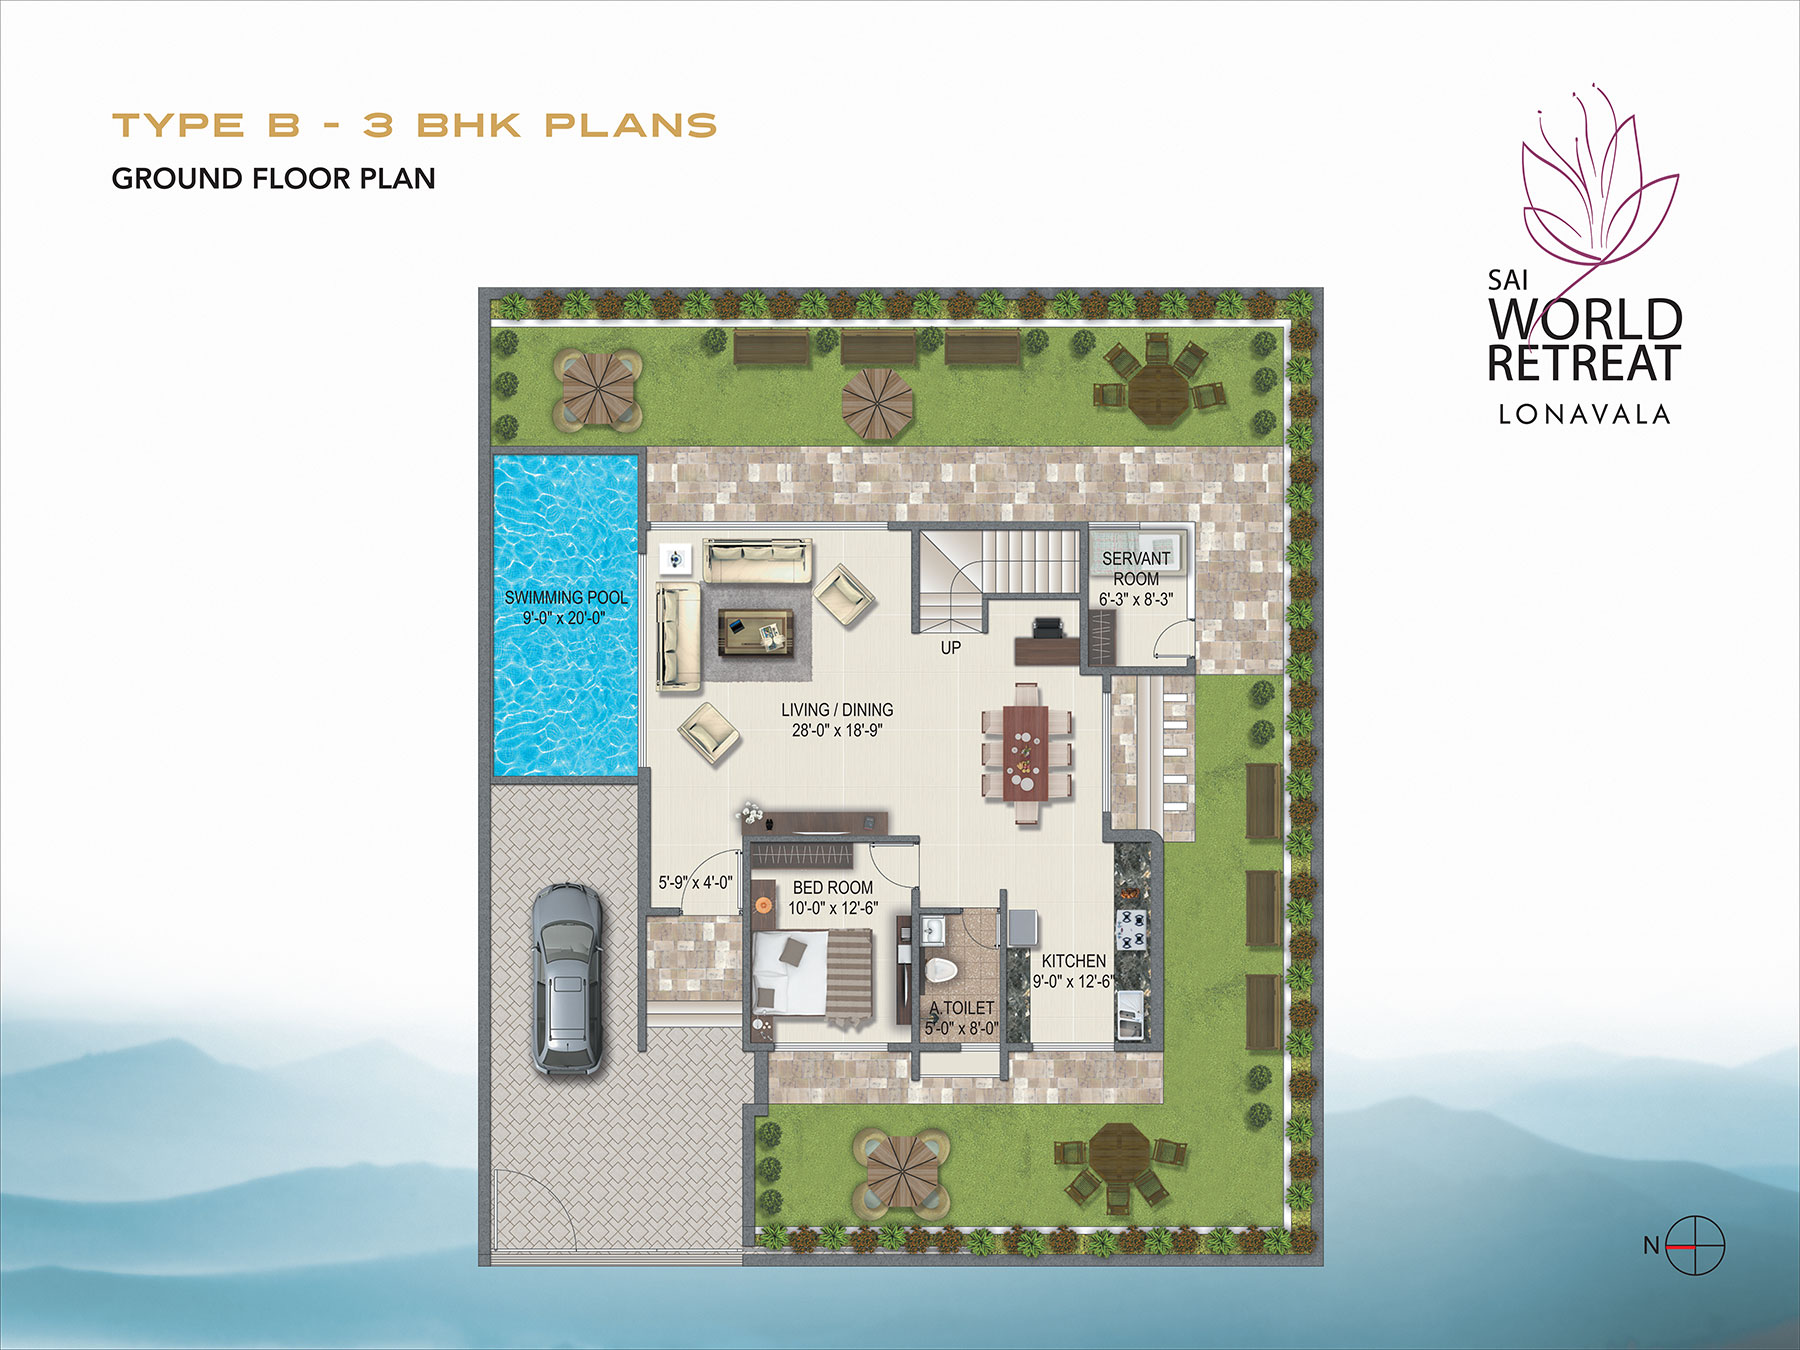 TYPE B - 3 BHK PLANS
GROUND FLOOR PLAN
SAI
WORLD
RETREAT
LONAVALA
SWIMMING POOL
9'-0" x 20'-0"
SERVANT
ROOM
6'-3" x 8'-3"
UP
LIVING / DINING
28'-0" x 18'-9"
5'-9" x 4'-0"
BED ROOM
10'-0" x 12'-6"
KITCHEN
9'-0" x 12'-6"
A.TOILET
5'-0" x 8'-0"
N